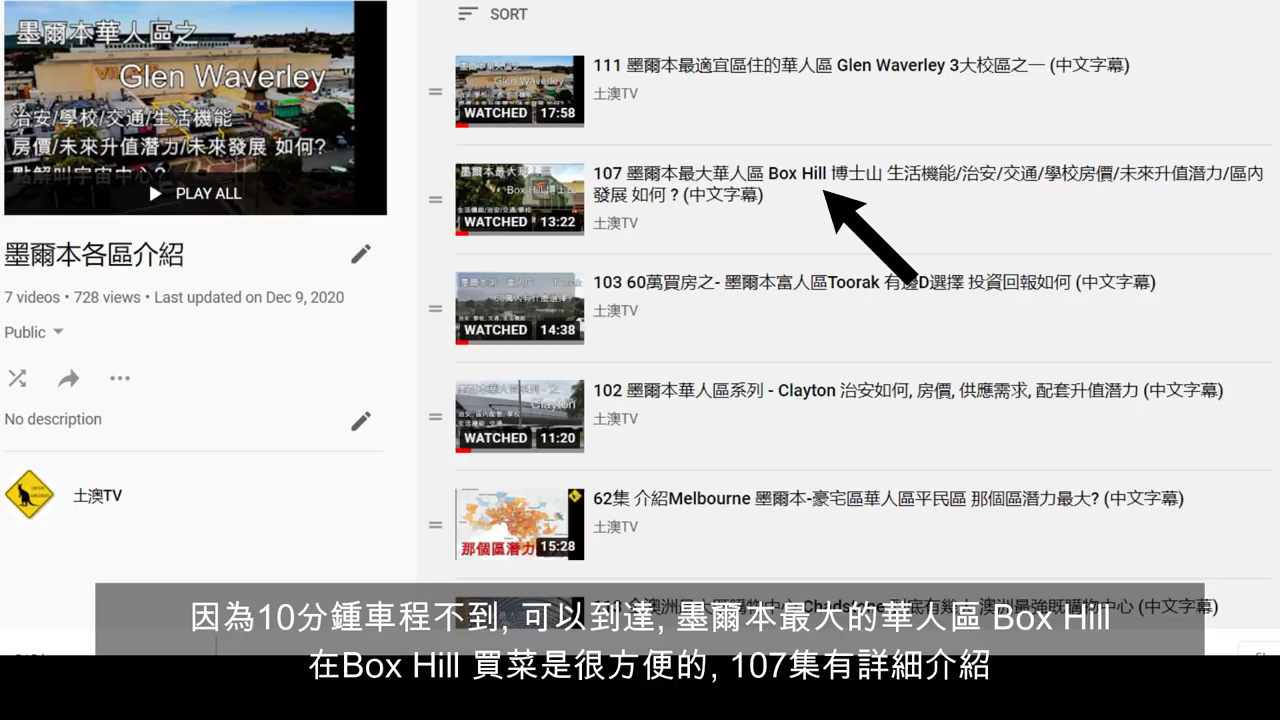 墨爾本華人區之
Glen Waverley
治安/學校/交通/生活機能
房價/未來升值潛力/未來發展 如何?
PLAY ALL
墨爾本各區介紹
7 videos • 728 views • Last updated on Dec 9, 2020
Public
No description
土澳TV
SORT
111 墨爾本最適宜區住的華人區 Glen Waverley 3大校區之一 (中文字幕)
土澳TV
WATCHED 17:58
107 墨爾本最大華人區 Box Hill 博士山 生活機能/治安/交通/學校房價/未來升值潛力/區內
發展 如何 ? (中文字幕)
土澳TV
WATCHED 13:22
103 60萬買房之- 墨爾本富人區Toorak 有邊D選擇 投資回報如何 (中文字幕)
土澳TV
WATCHED 14:38
102 墨爾本華人區系列 - Clayton 治安如何, 房價, 供應需求, 配套升值潛力 (中文字幕)
土澳TV
Clayton
WATCHED 11:20
62集 介紹Melbourne 墨爾本-豪宅區華人區平民區 那個區潛力最大? (中文字幕)
土澳TV
那個區潛力
15:28
因為10分鍾車程不到, 可以到達, 墨爾本最大的華人區 Box Hill
在Box Hill 買菜是很方便的, 107集有詳細介紹